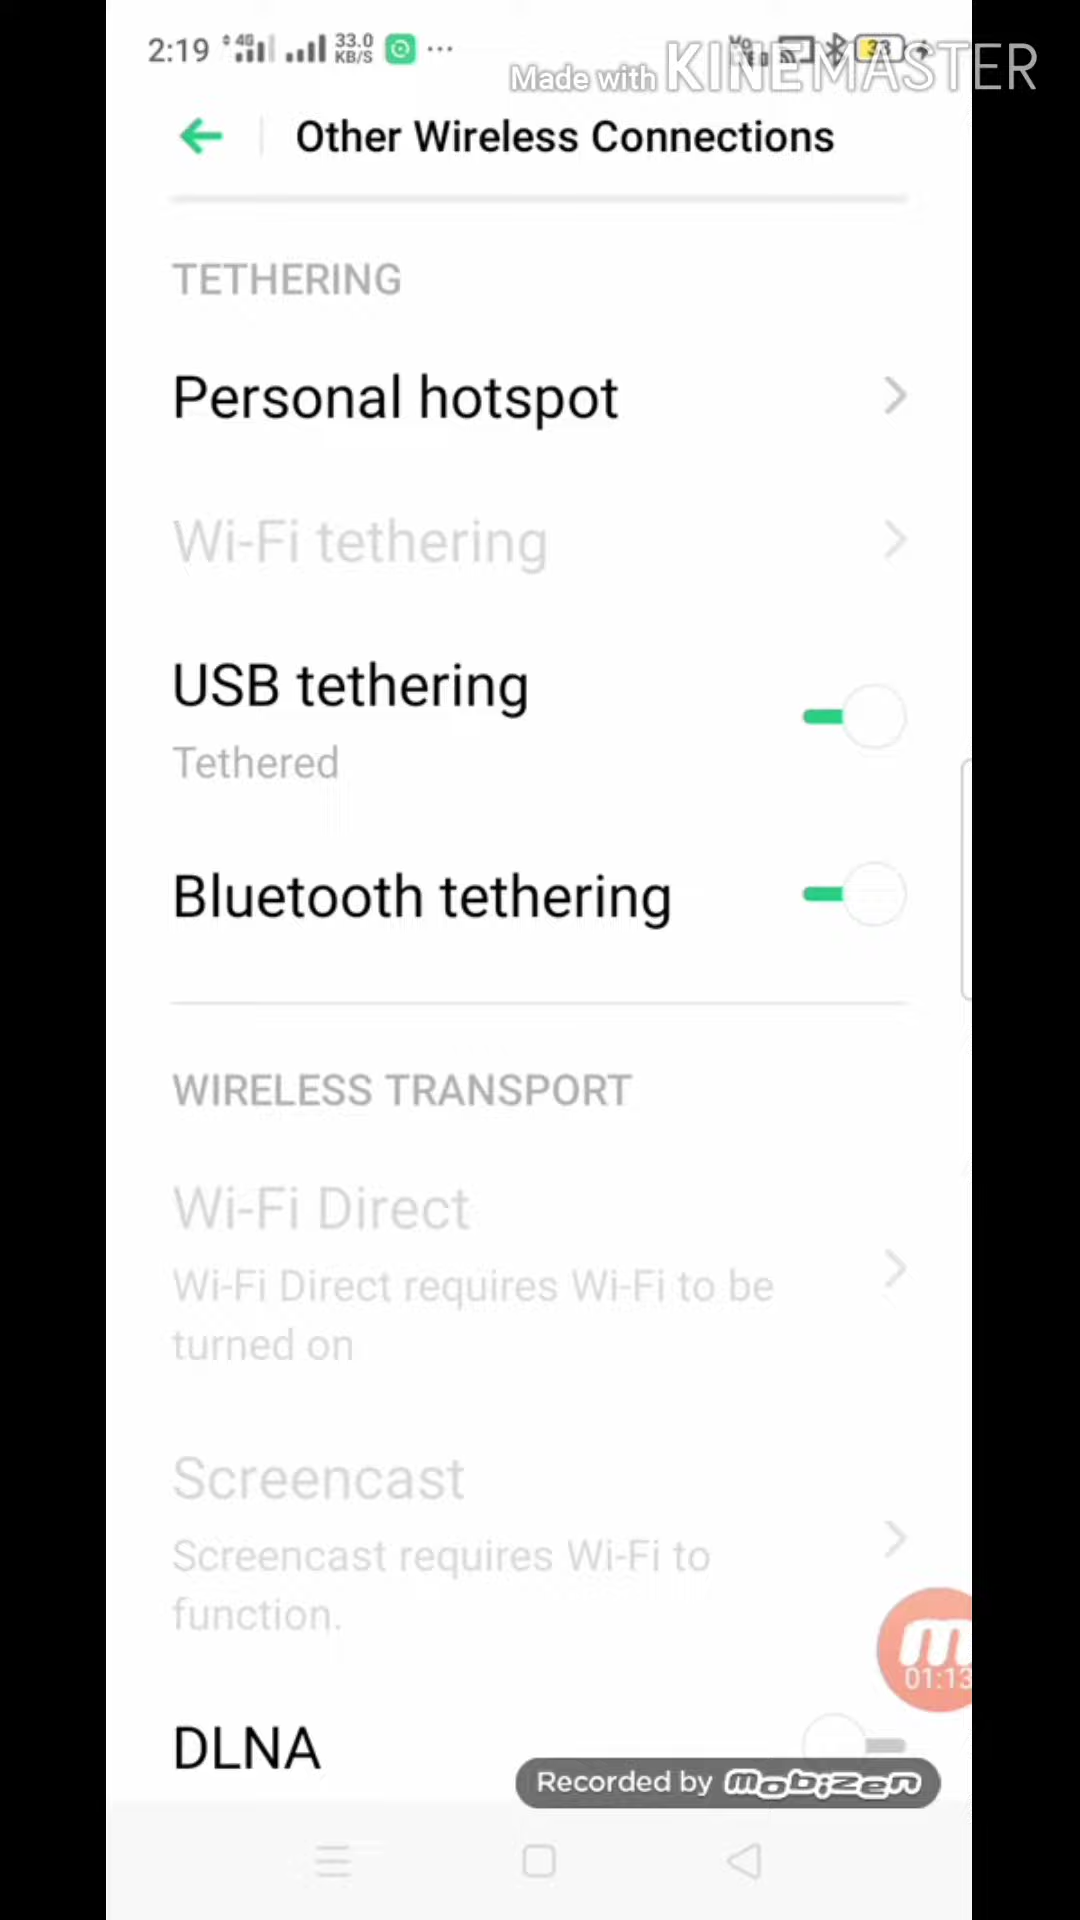 2:19 4G 33.0 KB/S ... 33
Made with KINEMASTER
Other Wireless Connections
TETHERING
Personal hotspot
Wi-Fi tethering
USB tethering
Tethered
Bluetooth tethering
WIRELESS TRANSPORT
Wi-Fi Direct
Wi-Fi Direct requires Wi-Fi to be
turned on
Screencast
Screencast requires Wi-Fi to
function.
m
01:13
DLNA
Recorded by mobizen